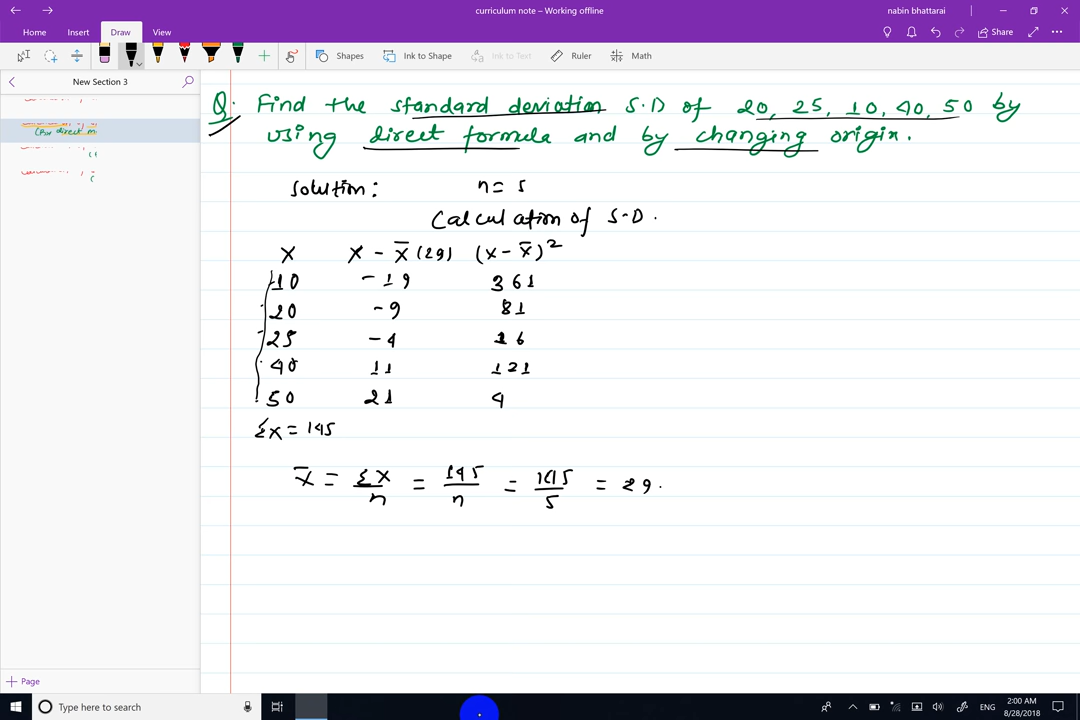 curriculum note – Working offline
nabin bhattarai
Home Insert Draw View
Share
Shapes Ink to Shape Ink to Text Ruler Math
New Section 3
(For direct m
Q. Find the standard deviation S.D of 20, 25, 10, 40, 50 by
using direct formula and by changing origin.
Solution: n = 5
Calculation of S.D.
X X - X̄ (29) (x - x̄)²
10 -19 361
20 -9 81
25 -4 16
40 11 121
50 21 4
Σx = 145
X̄ = Σx/n = 145/n = 145/5 = 29.
+ Page
Type here to search
ENG
2:00 AM
8/28/2018